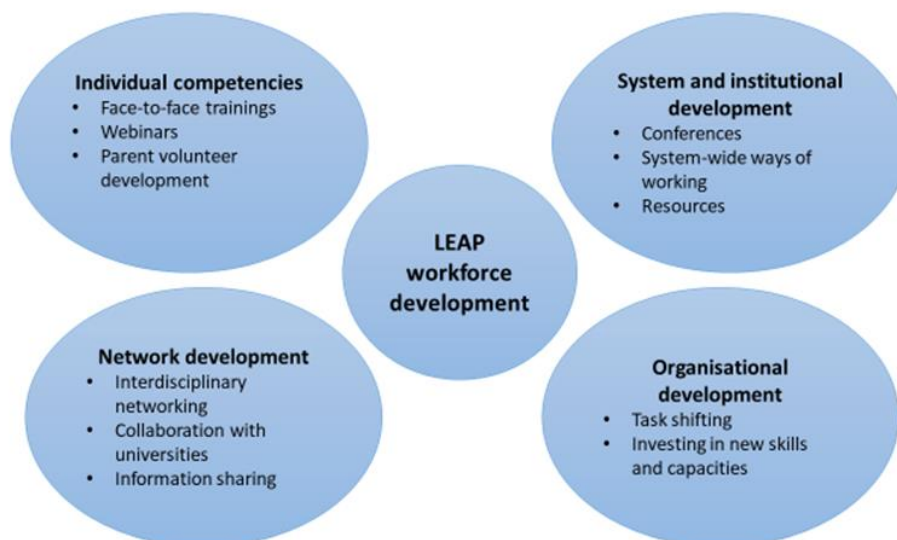 Individual competencies
• Face-to-face trainings
• Webinars
• Parent volunteer
development
System and institutional
development
• Conferences
• System-wide ways of
working
• Resources
LEAP
workforce
development
Network development
• Interdisciplinary
networking
• Collaboration with
universities
• Information sharing
Organisational
development
• Task shifting
• Investing in new skills
and capacities